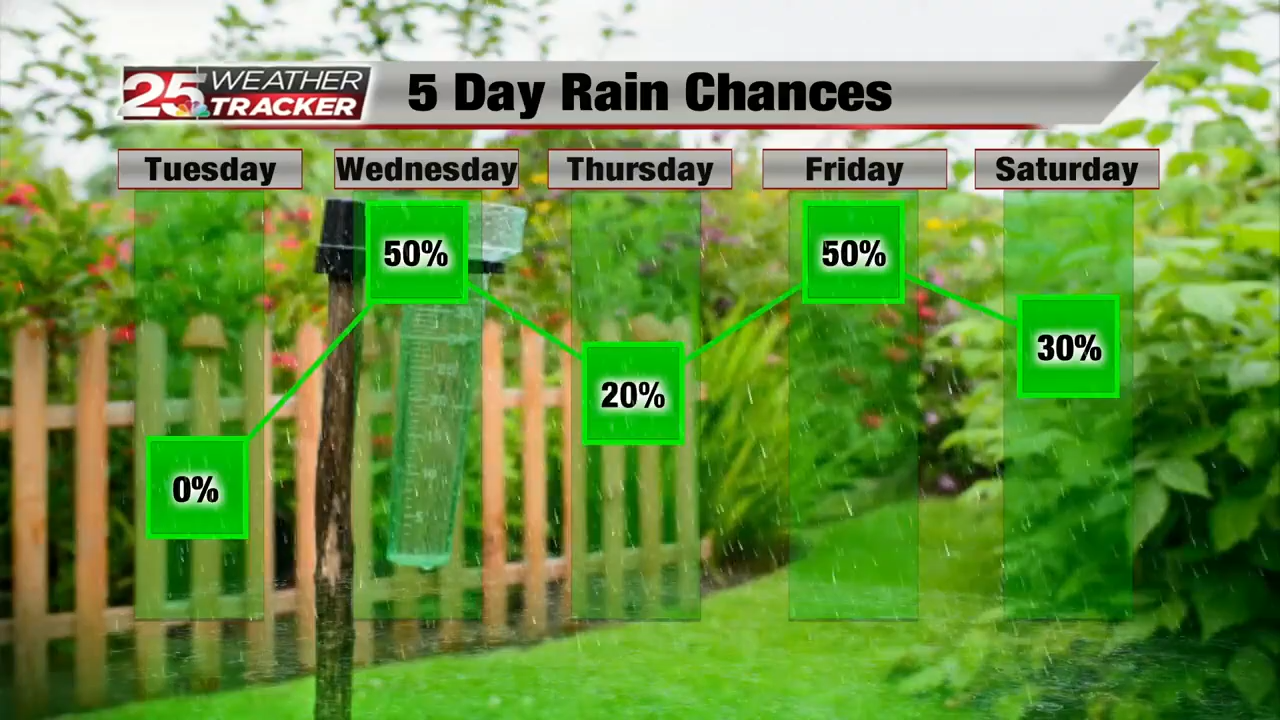 25 WEATHER
TRACKER
5 Day Rain Chances
Tuesday Wednesday Thursday Friday Saturday
0% 50% 20% 50% 30%